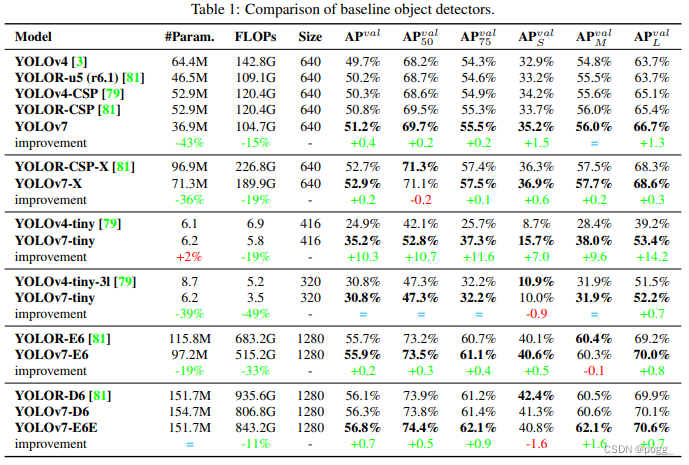 Table 1: Comparison of baseline object detectors.
Model #Param. FLOPs Size AP^val AP^val_50 AP^val_75 AP^val_S AP^val_M AP^val_L
YOLOv4 [3] 64.4M 142.8G 640 49.7% 68.2% 54.3% 32.9% 54.8% 63.7%
YOLOR-u5 (r6.1) [81] 46.5M 109.1G 640 50.2% 68.7% 54.6% 33.2% 55.5% 63.7%
YOLOv4-CSP [79] 52.9M 120.4G 640 50.3% 68.6% 54.9% 34.2% 55.6% 65.1%
YOLOR-CSP [81] 52.9M 120.4G 640 50.8% 69.5% 55.3% 33.7% 56.0% 65.4%
YOLOv7 36.9M 104.7G 640 51.2% 69.7% 55.5% 35.2% 56.0% 66.7%
improvement -43% -15% - +0.4 +0.2 +0.2 +1.5 = +1.3
YOLOR-CSP-X [81] 96.9M 226.8G 640 52.7% 71.3% 57.4% 36.3% 57.5% 68.3%
YOLOv7-X 71.3M 189.9G 640 52.9% 71.1% 57.5% 36.9% 57.7% 68.6%
improvement -36% -19% - +0.2 -0.2 +0.1 +0.6 +0.2 +0.3
YOLOv4-tiny [79] 6.1 6.9 416 24.9% 42.1% 25.7% 8.7% 28.4% 39.2%
YOLOv7-tiny 6.2 5.8 416 35.2% 52.8% 37.3% 15.7% 38.0% 53.4%
improvement +2% -19% - +10.3 +10.7 +11.6 +7.0 +9.6 +14.2
YOLOv4-tiny-3l [79] 8.7 5.2 320 30.8% 47.3% 32.2% 10.9% 31.9% 51.5%
YOLOv7-tiny 6.2 3.5 320 30.8% 47.3% 32.2% 10.0% 31.9% 52.2%
improvement -39% -49% - = = = -0.9 = +0.7
YOLOR-E6 [81] 115.8M 683.2G 1280 55.7% 73.2% 60.7% 40.1% 60.4% 69.2%
YOLOv7-E6 97.2M 515.2G 1280 55.9% 73.5% 61.1% 40.6% 60.3% 70.0%
improvement -19% -33% - +0.2 +0.3 +0.4 +0.5 -0.1 +0.8
YOLOR-D6 [81] 151.7M 935.6G 1280 56.1% 73.9% 61.2% 42.4% 60.5% 69.9%
YOLOv7-D6 154.7M 806.8G 1280 56.3% 73.8% 61.4% 41.3% 60.6% 70.1%
YOLOv7-E6E 151.7M 843.2G 1280 56.8% 74.4% 62.1% 40.8% 62.1% 70.6%
improvement = -11% - +0.7 +0.5 +0.9 -1.6 +1.6 +0.7
CSDN @pogg_